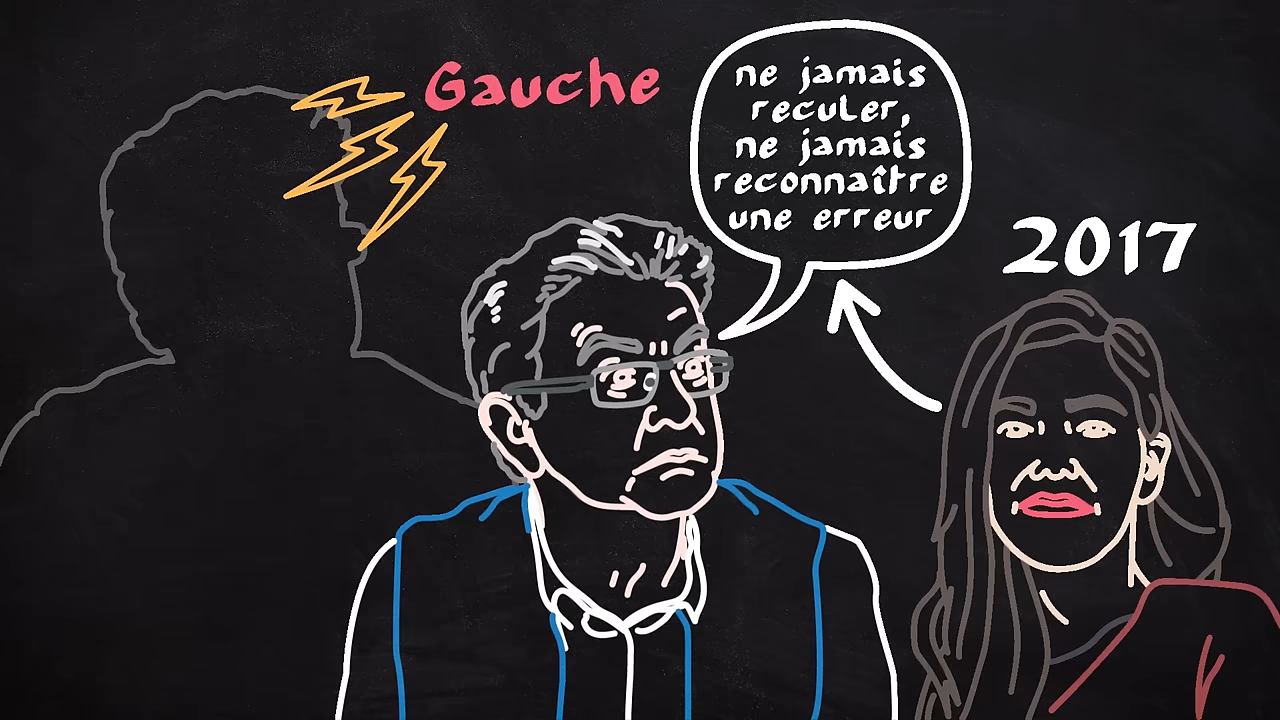 Gauche
ne jamais
reculer,
ne jamais
reconnaître
une erreur
2017